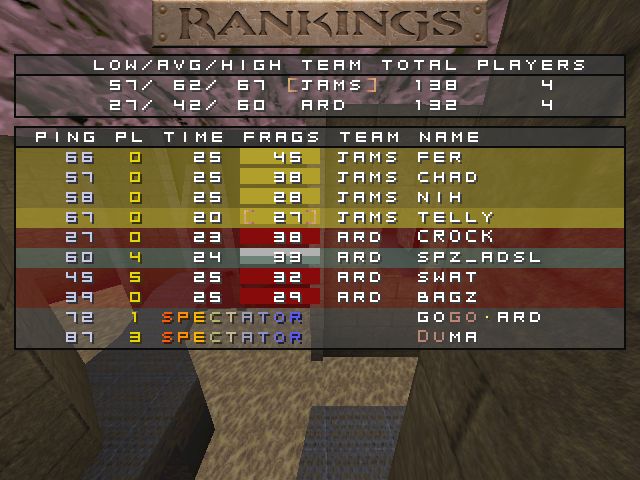 RANKINGS
LOW/AVG/HIGH TEAM TOTAL PLAYERS
57/ 62/ 67 [JAMS] 138 4
27/ 42/ 60 ARD 132 4
PING PL TIME FRAGS TEAM NAME
66 0 25 45 JAMS FER
57 0 25 38 JAMS CHAD
58 0 25 28 JAMS NIH
67 0 20 [ 27 ] JAMS TELLY
27 0 23 38 ARD CROCK
60 4 24 33 ARD SPZ_ADSL
45 5 25 32 ARD SWAT
39 0 25 29 ARD BAGZ
72 1 SPECTATOR GOGO·ARD
87 3 SPECTATOR DUMA